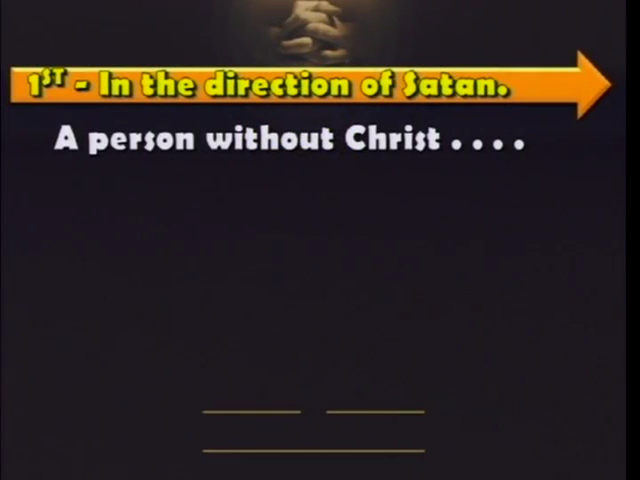 1ST - In the direction of Satan.
A person without Christ . . . .